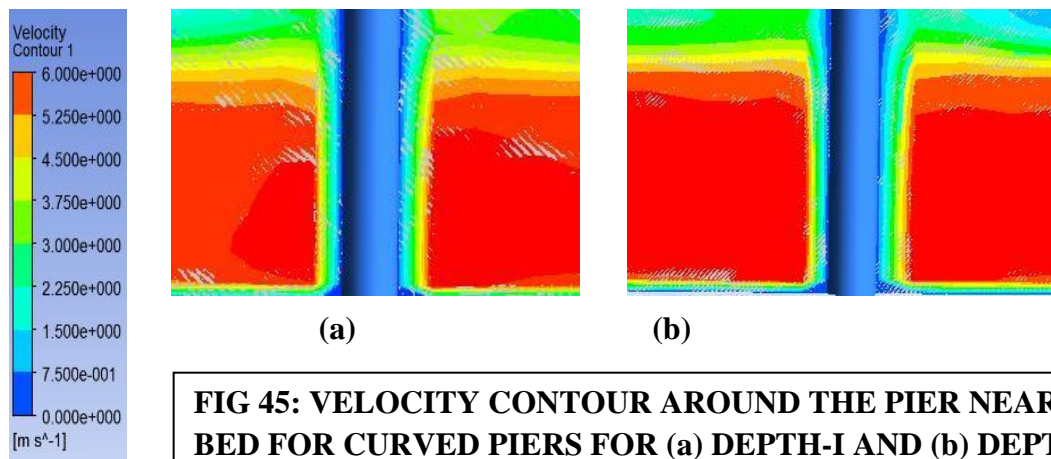 Velocity
Contour 1
6.000e+000
5.250e+000
4.500e+000
3.750e+000
3.000e+000
2.250e+000
1.500e+000
7.500e-001
0.000e+000
[m s^-1]
(a) (b)
FIG 45: VELOCITY CONTOUR AROUND THE PIER NEAR
BED FOR CURVED PIERS FOR (a) DEPTH-I AND (b) DEPT